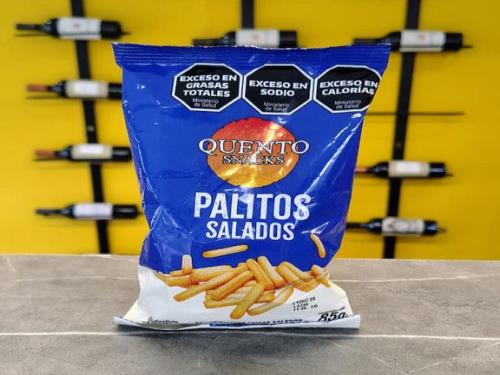 EXCESO EN
GRASAS
TOTALES
Ministerio
de Salud
EXCESO EN
SODIO
Ministerio
de Salud
EXCESO EN
CALORÍAS
Ministerio
de Salud
QUENTO
SNACKS
PALITOS
SALADOS
85g